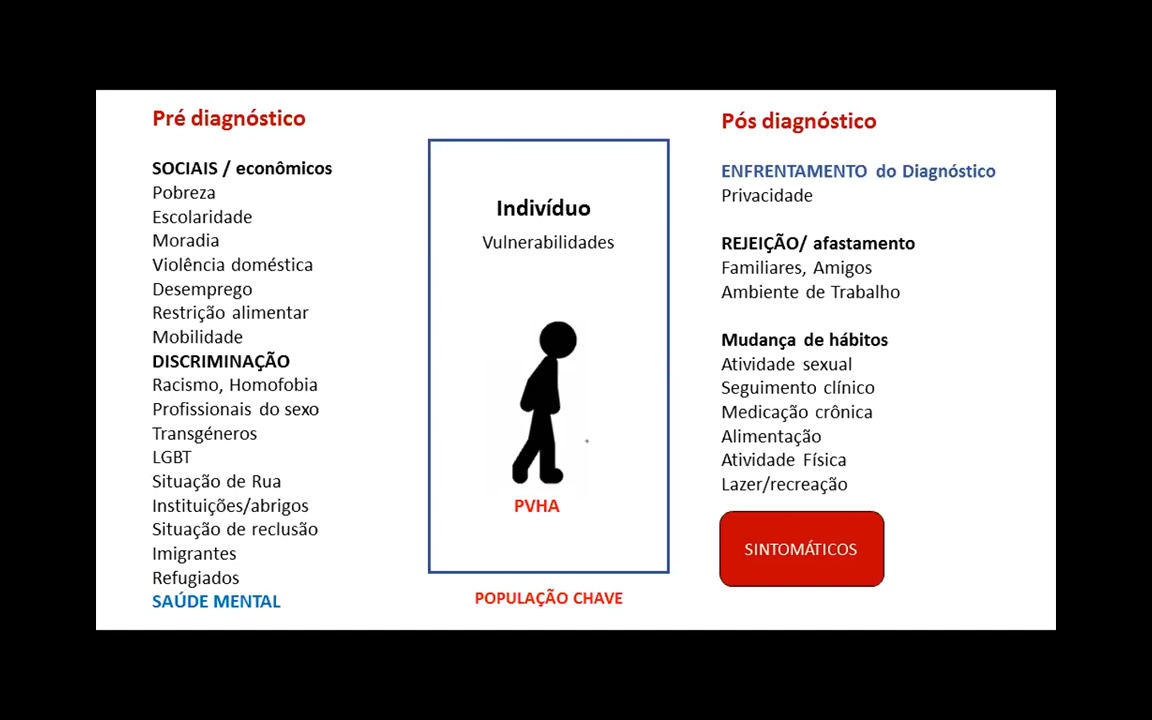 Pré diagnóstico
SOCIAIS / econômicos
Pobreza
Escolaridade
Moradia
Violência doméstica
Desemprego
Restrição alimentar
Mobilidade
DISCRIMINAÇÃO
Racismo, Homofobia
Profissionais do sexo
Transgéneros
LGBT
Situação de Rua
Instituições/abrigos
Situação de reclusão
Imigrantes
Refugiados
SAÚDE MENTAL
Indivíduo
Vulnerabilidades
PVHA
POPULAÇÃO CHAVE
Pós diagnóstico
ENFRENTAMENTO do Diagnóstico
Privacidade
REJEIÇÃO/ afastamento
Familiares, Amigos
Ambiente de Trabalho
Mudança de hábitos
Atividade sexual
Seguimento clínico
Medicação crônica
Alimentação
Atividade Física
Lazer/recreação
SINTOMÁTICOS